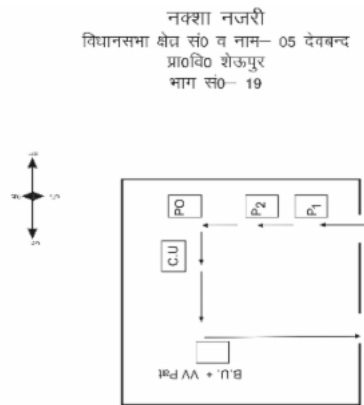 नक्शा नजरी
विधानसभा क्षेत्र सं0 व नाम– 05 देवबन्द
प्रा0वि0 शेऊपुर
भाग सं0– 19
PO
P2
P1
C.U
B.U. + VV Pat